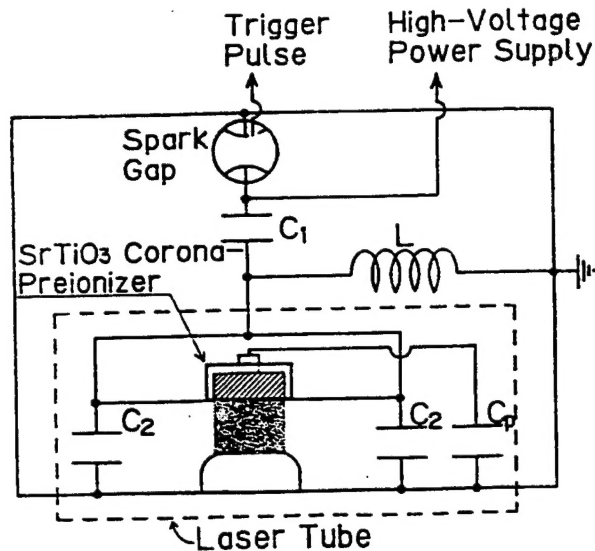 Trigger
Pulse
High-Voltage
Power Supply
Spark
Gap
C1
L
SrTiO3 Corona-
Preionizer
C2
C2
Cp
Laser Tube